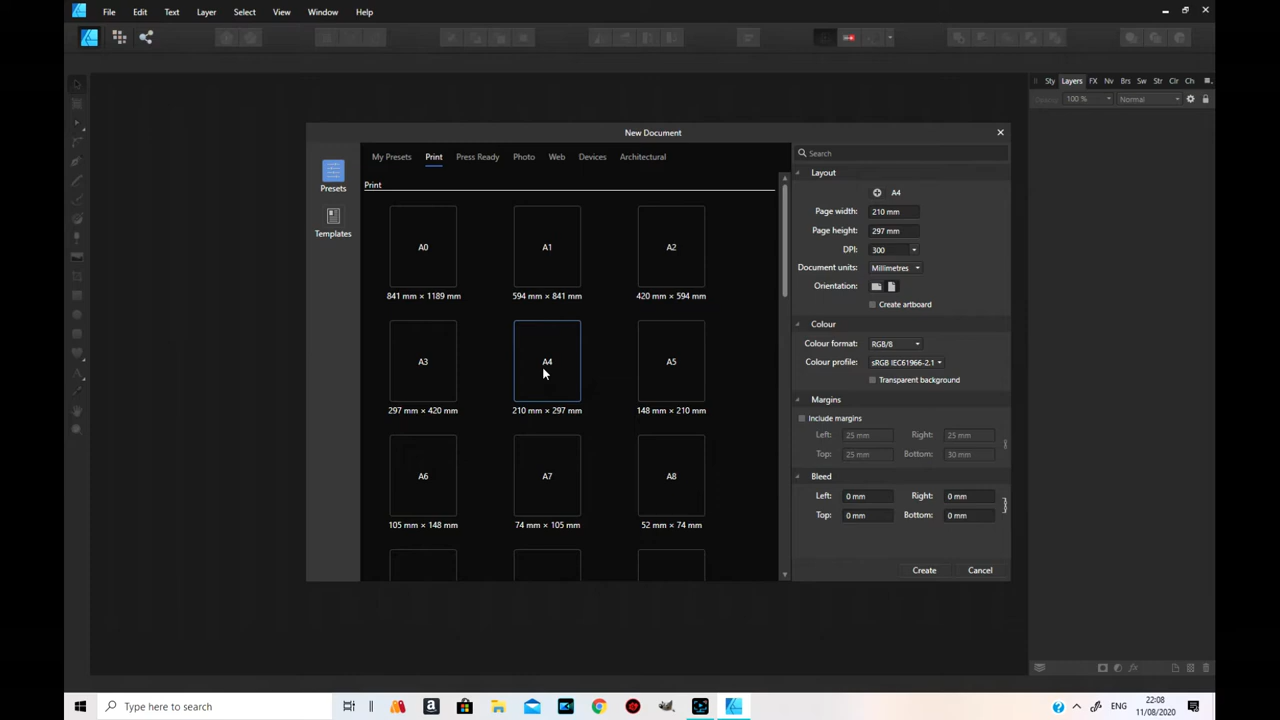 File Edit Text Layer Select View Window Help
New Document
Sty Layers FX Nv Brs Sw Str Clr Ch
100 % Normal
Presets
Templates
My Presets Print Press Ready Photo Web Devices Architectural
Print
A0 A1 A2
841 mm × 1189 mm 594 mm × 841 mm 420 mm × 594 mm
A3 A4 A5
297 mm × 420 mm 210 mm × 297 mm 148 mm × 210 mm
A6 A7 A8
105 mm × 148 mm 74 mm × 105 mm 52 mm × 74 mm
Search
Layout
A4
Page width: 210 mm
Page height: 297 mm
DPI: 300
Document units: Millimetres
Orientation:
Create artboard
Colour
Colour format: RGB/8
Colour profile: sRGB IEC61966-2.1
Transparent background
Margins
Include margins
Left: 25 mm Right: 25 mm
Top: 25 mm Bottom: 30 mm
Bleed
Left: 0 mm Right: 0 mm
Top: 0 mm Bottom: 0 mm
Create Cancel
Type here to search
ENG
22:08
11/08/2020